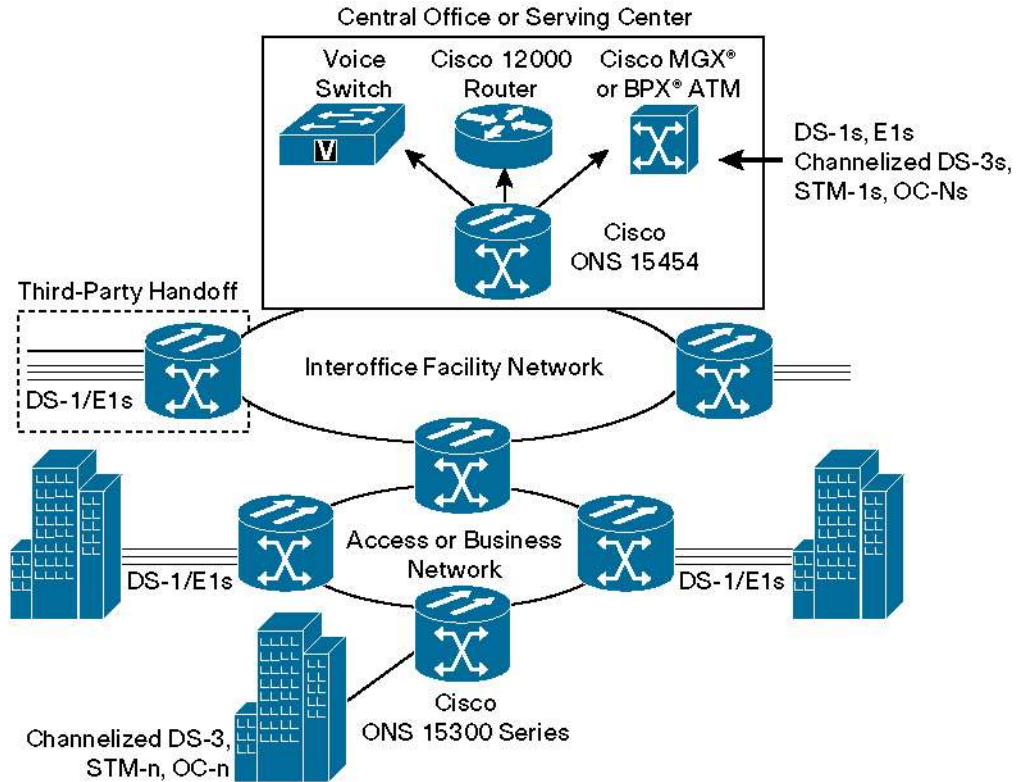 Central Office or Serving Center
Voice
Switch
Cisco 12000
Router
Cisco MGX®
or BPX® ATM
V
DS-1s, E1s
Channelized DS-3s,
STM-1s, OC-Ns
Cisco
ONS 15454
Third-Party Handoff
DS-1/E1s
Interoffice Facility Network
Access or Business
Network
DS-1/E1s
DS-1/E1s
Cisco
ONS 15300 Series
Channelized DS-3,
STM-n, OC-n